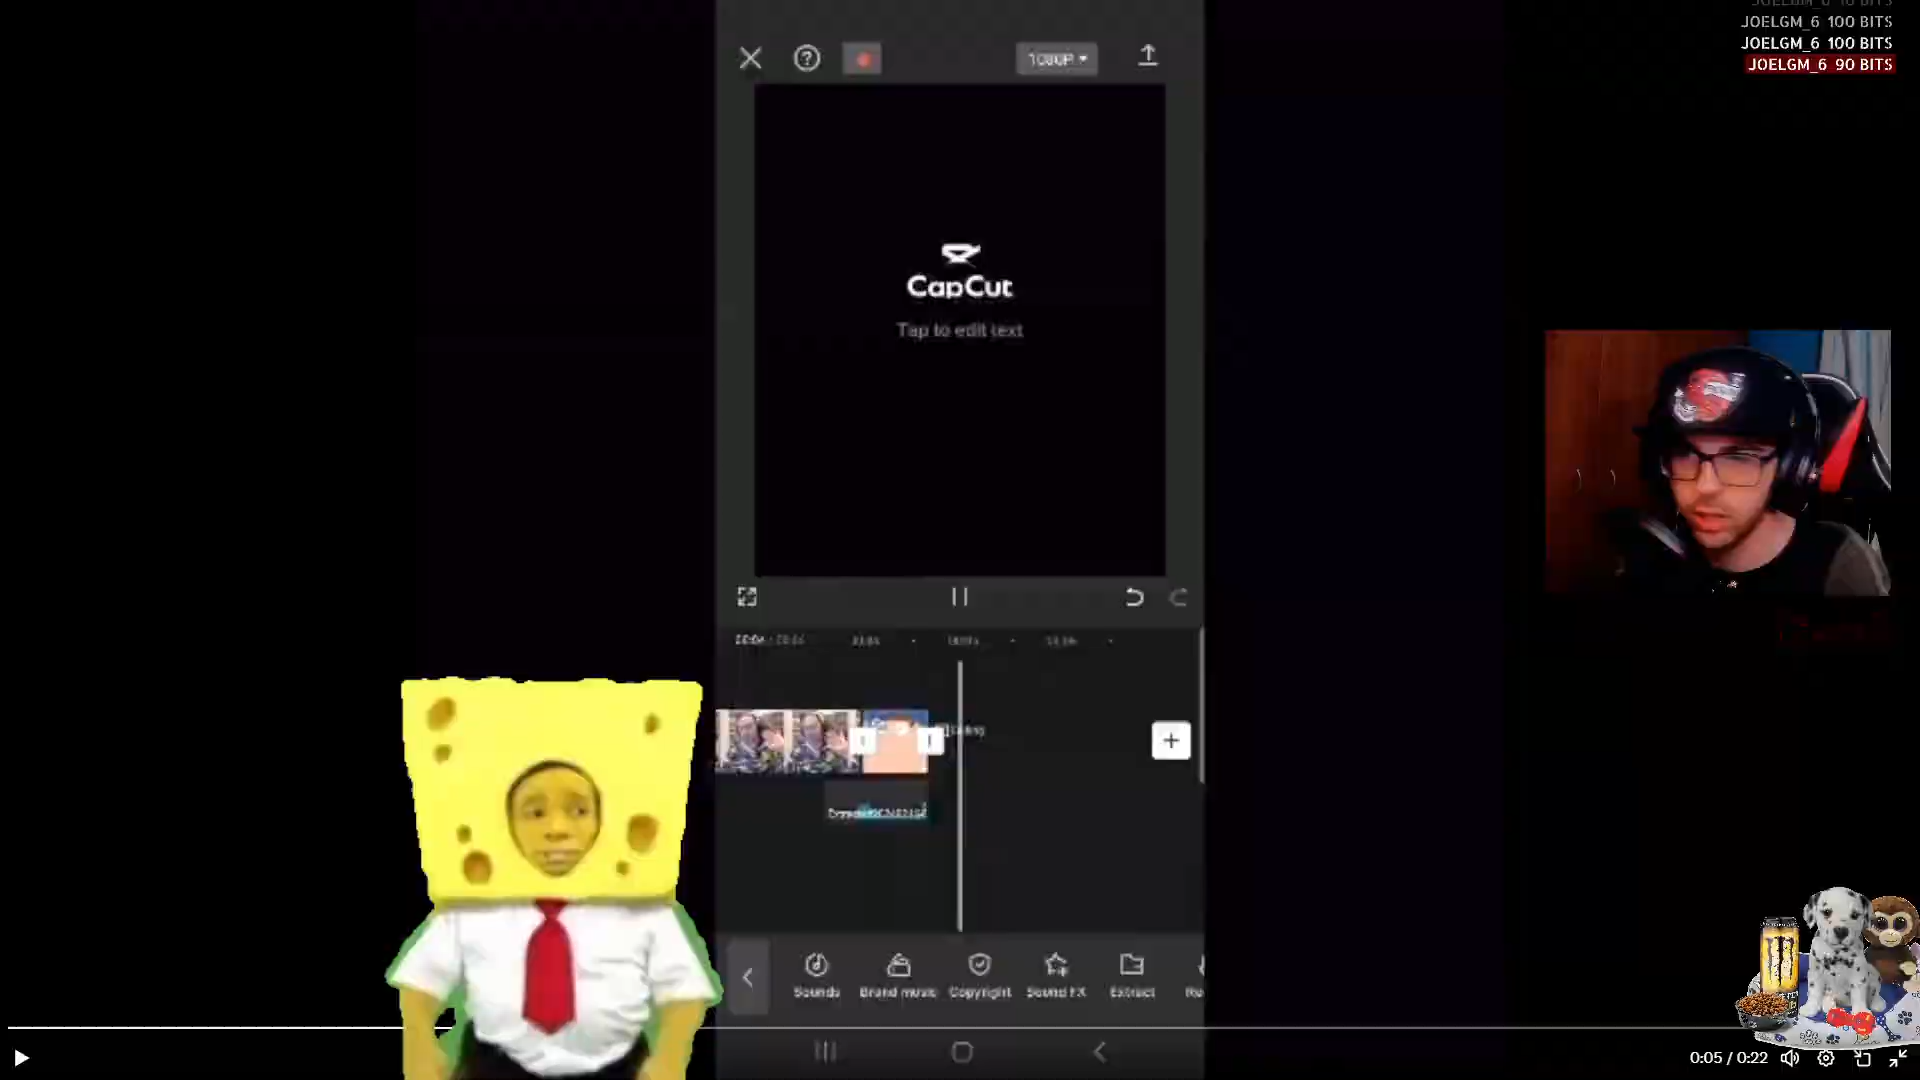 JOELGM_6 100 BITS
JOELGM_6 100 BITS
JOELGM_6 90 BITS
1080P
CapCut
Tap to edit text
Sounds
Brand music
Copyright
Sound FX
Extract
0:05 / 0:22